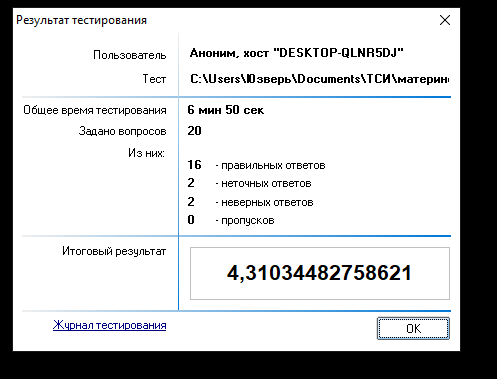 Результат тестирования
Пользователь Аноним, хост "DESKTOP-QLNR5DJ"
Тест C:\Users\Юзверь\Documents\ТСИ\материн
Общее время тестирования 6 мин 50 сек
Задано вопросов 20
Из них:
16 - правильных ответов
2 - неточных ответов
2 - неверных ответов
0 - пропусков
Итоговый результат
4,31034482758621
Журнал тестирования OK